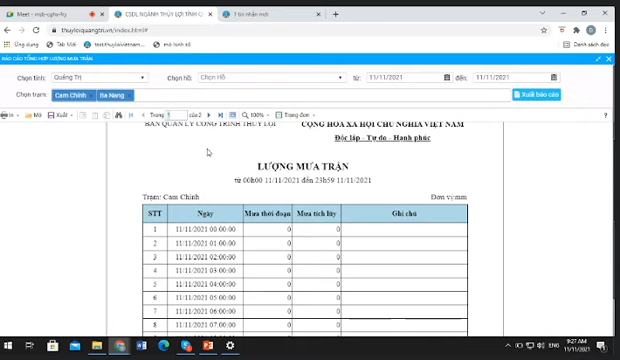 Meet - mqb-cghs-fvj
CSDL NGÀNH THỦY LỢI TỈNH
1 tin nhắn mới
thuyloiquangtri.vn/index.html#
Ứng dụng
Tab Mới
test.thuyloivietnam...
mô hình số
Danh sách đọc
BÁO CÁO TỔNG HỢP LƯỢNG MƯA TRẬN
Chọn tỉnh: Quảng Trị Chọn hồ: Chọn Hồ từ: 11/11/2021 đến: 11/11/2021
Chọn trạm: Cam Chính Ba Nang Xuất báo cáo
In Mở Xuất Trang 1 của 2 100% Trang đơn
BAN QUẢN LÝ CÔNG TRÌNH THỦY LỢI CỘNG HÒA XÃ HỘI CHỦ NGHĨA VIỆT NAM
Độc lập - Tự do - Hạnh phúc
LƯỢNG MƯA TRẬN
từ 00h00 11/11/2021 đến 23h59 11/11/2021
Trạm: Cam Chính Đơn vị:mm
STT Ngày Mưa thời đoạn Mưa tích lũy Ghi chú
1 11/11/2021 00:00:00 0 0
2 11/11/2021 01:00:00 0 0
3 11/11/2021 02:00:00 0 0
4 11/11/2021 03:00:00 0 0
5 11/11/2021 04:00:00 0 0
6 11/11/2021 05:00:00 0 0
7 11/11/2021 06:00:00 0 0
8 11/11/2021 07:00:00 0 0
ENG
9:27 AM
11/11/2021